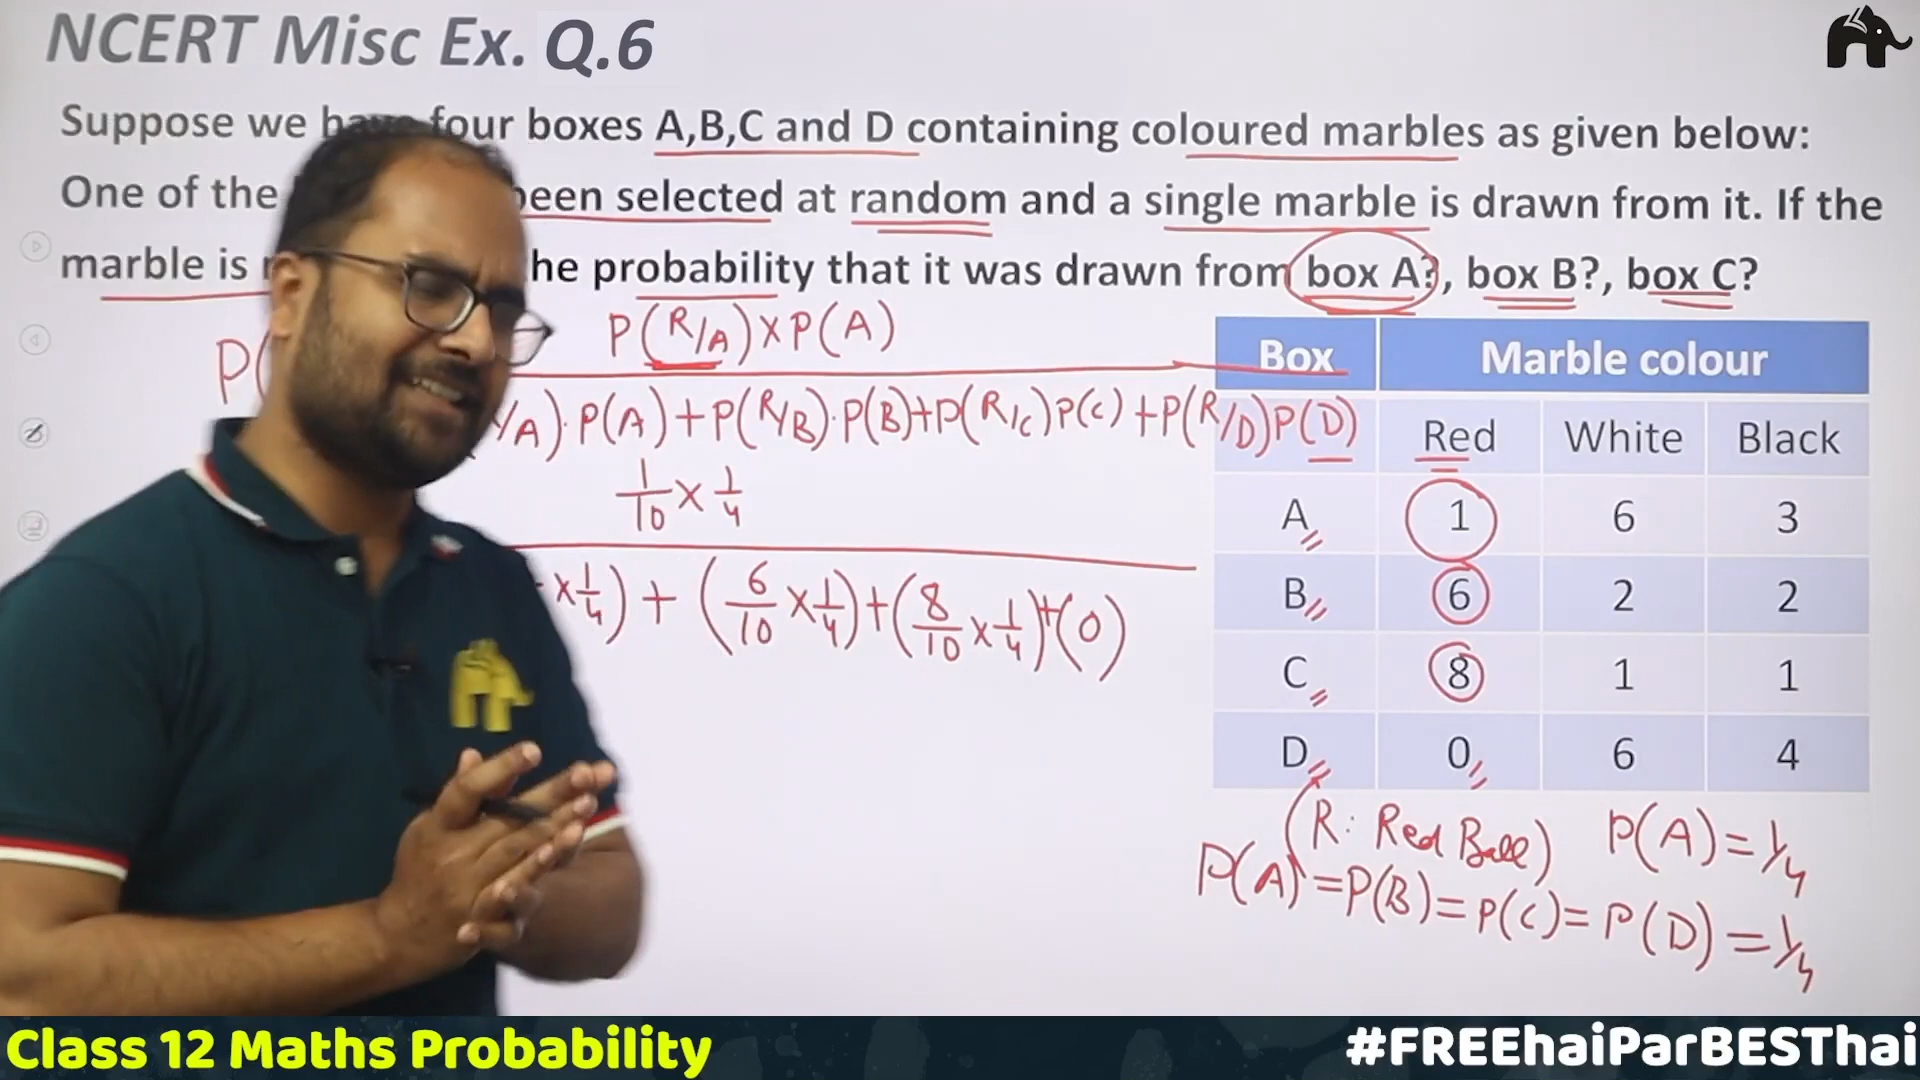 NCERT Misc Ex. Q.6
Suppose we have four boxes A,B,C and D containing coloured marbles as given below:
One of the been selected at random and a single marble is drawn from it. If the
marble is he probability that it was drawn from box A?, box B?, box C?
P( P(R/A)×P(A)
/A)·P(A)+P(R/B)·P(B)+P(R/C)P(C)+P(R/D)P(D)
1/10 × 1/4
×1/4)+(6/10×1/4)+(8/10×1/4)+(0)
Box Marble colour
Red White Black
A 1 6 3
B 6 2 2
C 8 1 1
D 0 6 4
(R: Red Ball) P(A)=1/4
P(A)=P(B)=P(C)=P(D)=1/4
Class 12 Maths Probability
#FREEhaiParBESThai